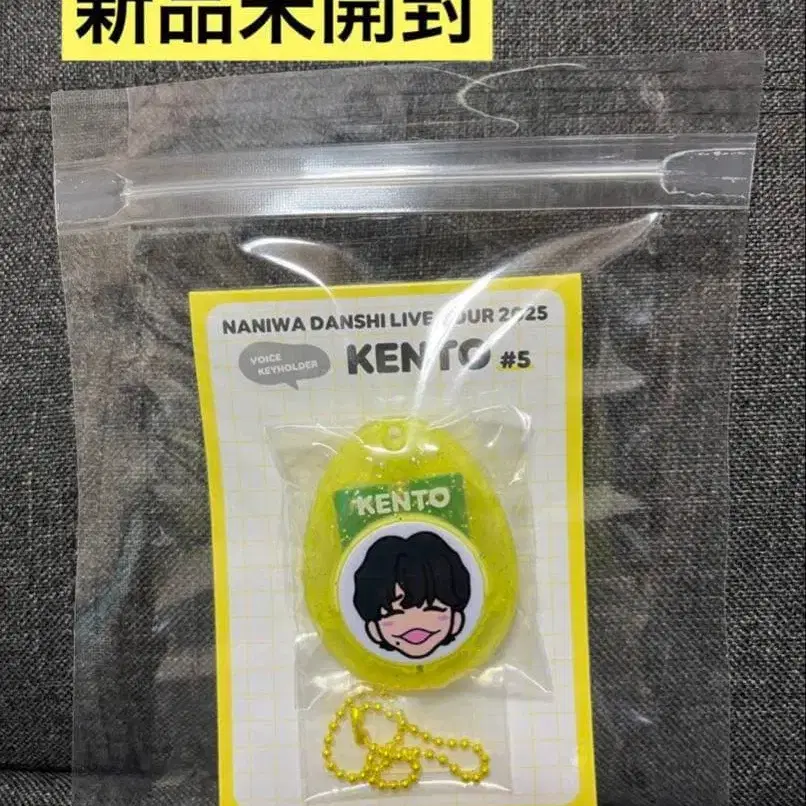 新品未開封
NANIWA DANSHI LIVE TOUR 2025
VOICE
KEYHOLDER
KENTO #5
KENTO